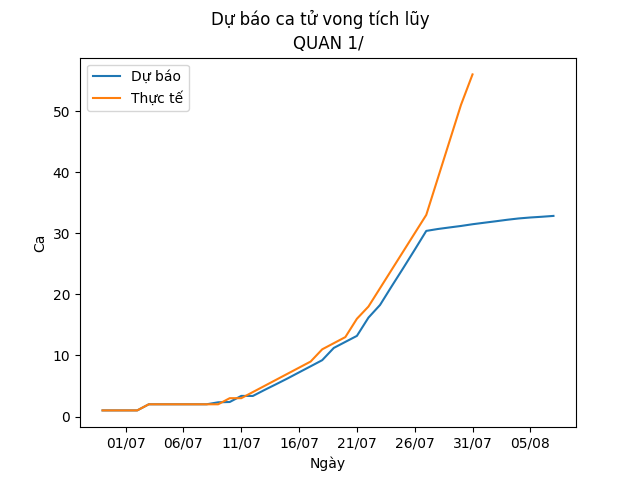 Dự báo ca tử vong tích lũy
QUAN 1/
Dự báo
Thực tế
50
40
30
20
10
0
Ca
01/07 06/07 11/07 16/07 21/07 26/07 31/07 05/08
Ngày